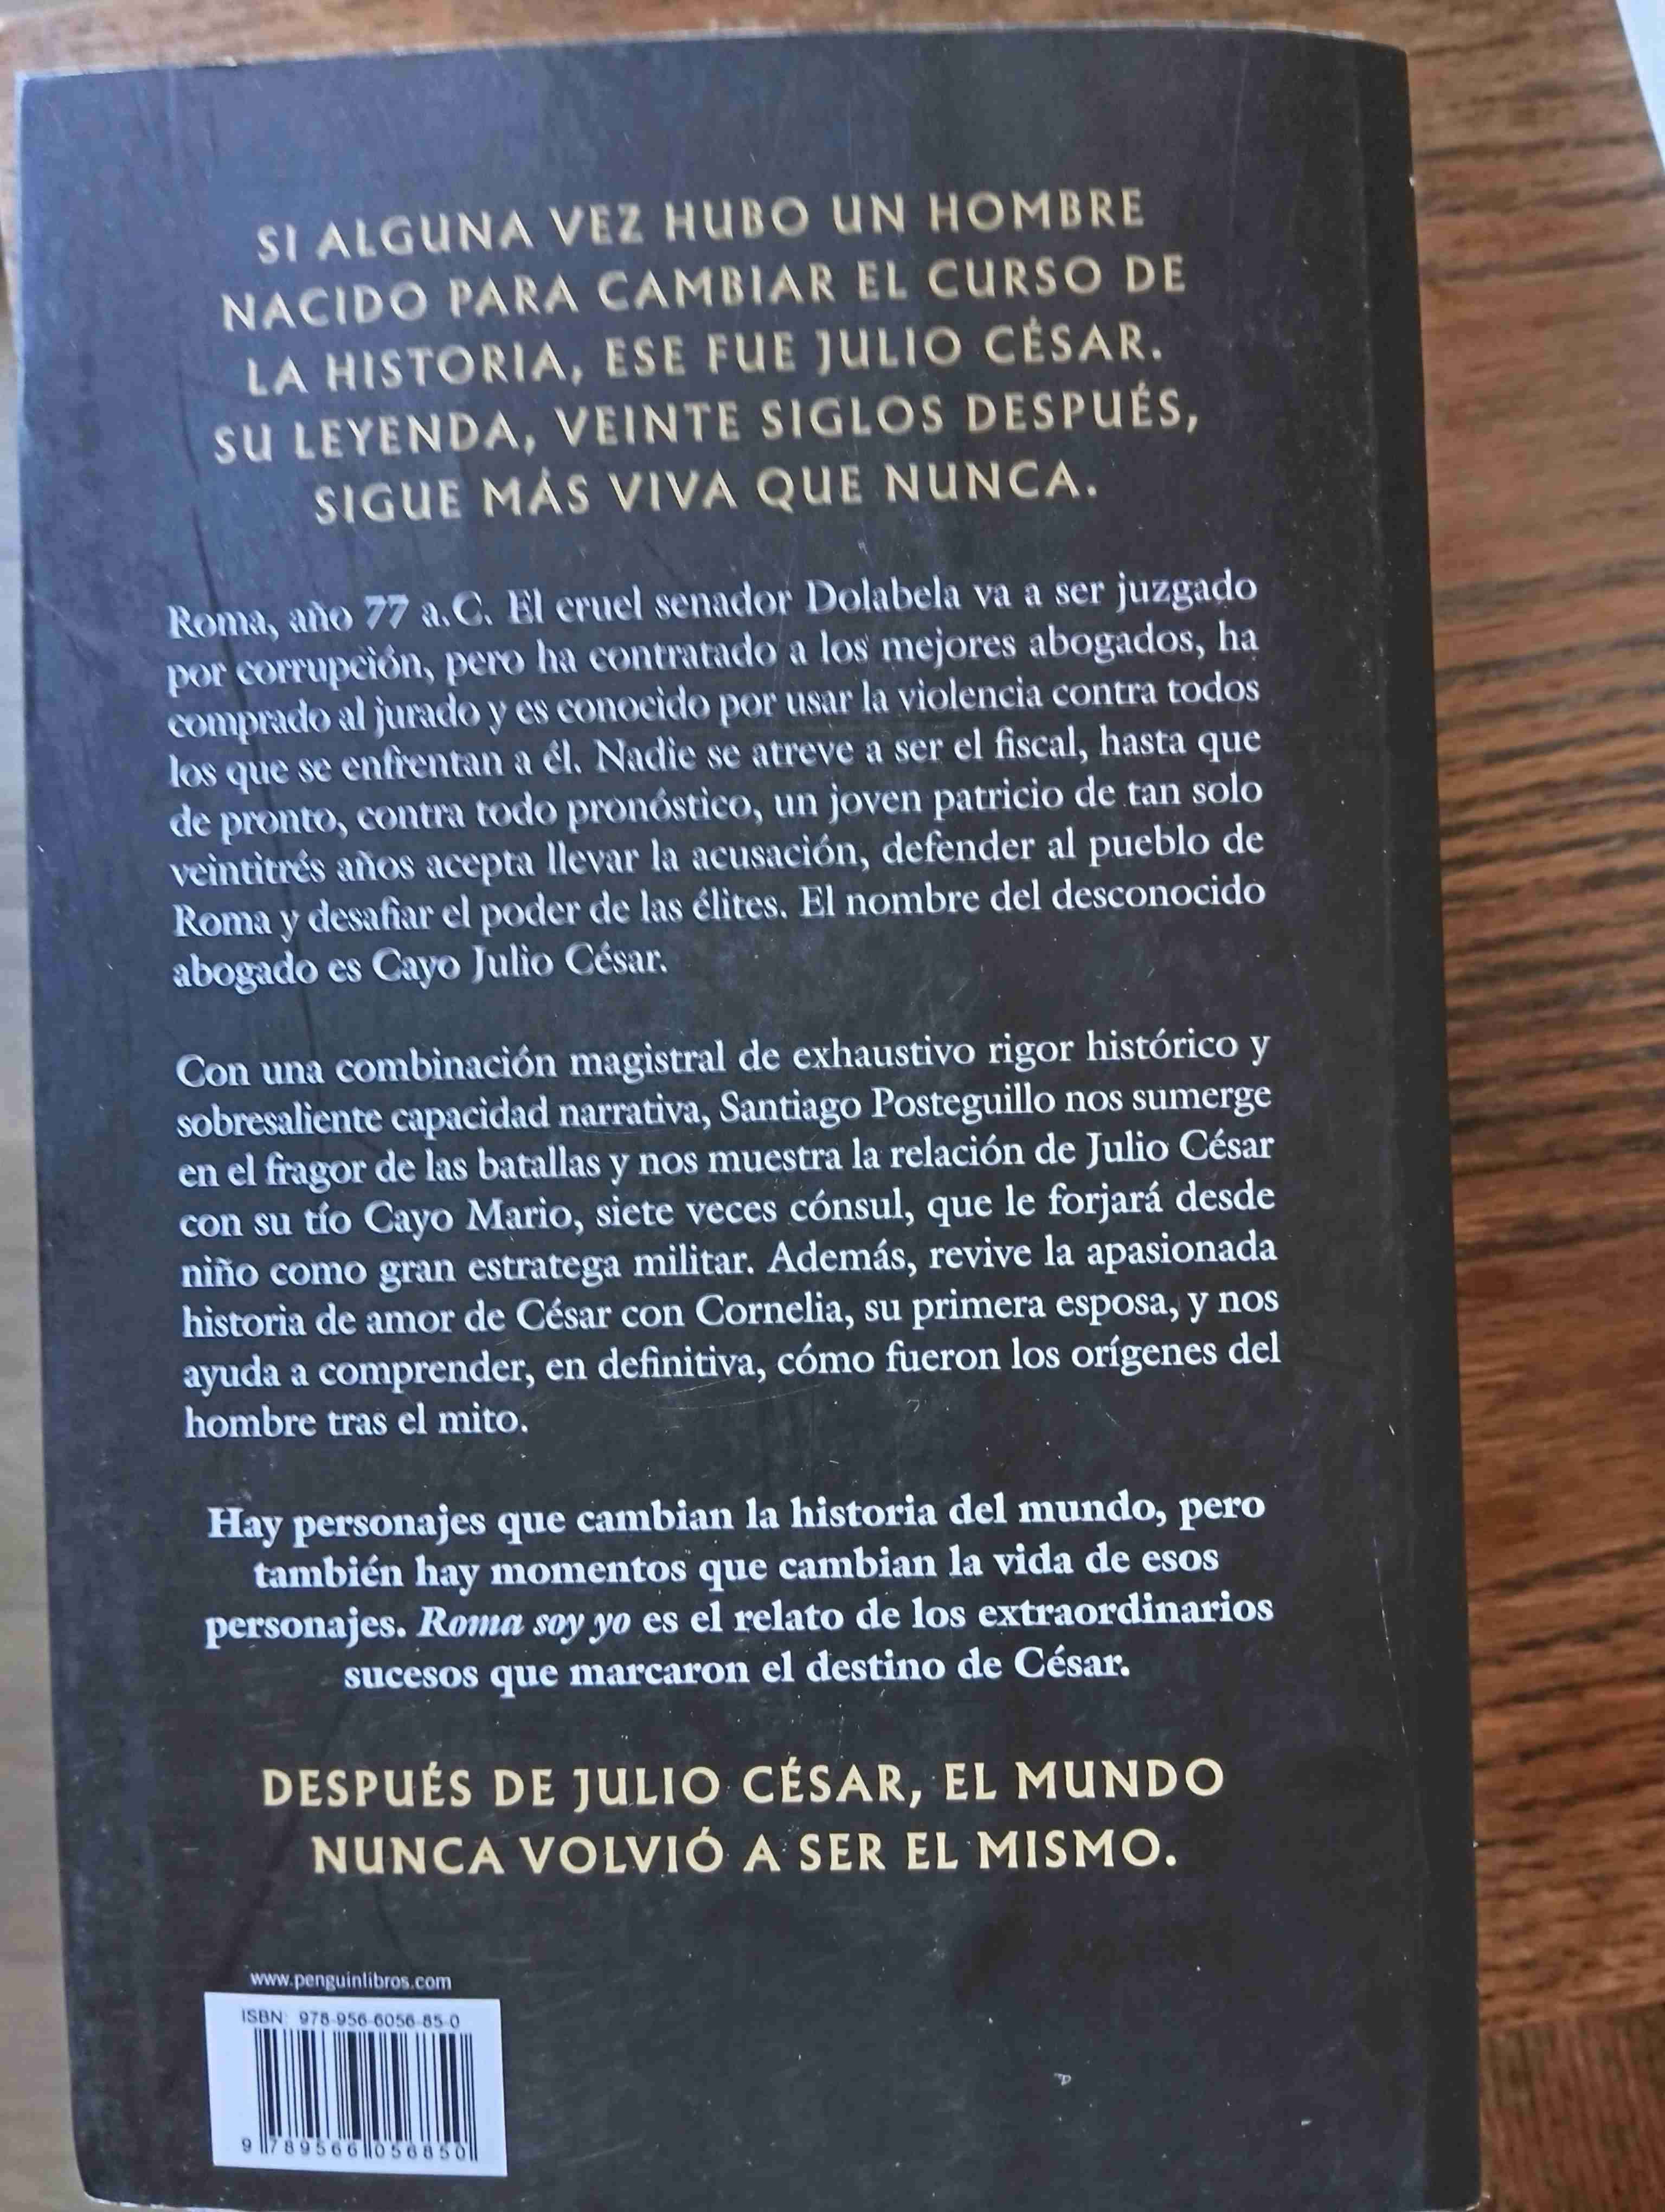 SI ALGUNA VEZ HUBO UN HOMBRE
NACIDO PARA CAMBIAR EL CURSO DE
LA HISTORIA, ESE FUE JULIO CÉSAR.
SU LEYENDA, VEINTE SIGLOS DESPUÉS,
SIGUE MÁS VIVA QUE NUNCA.
Roma, año 77 a.C. El cruel senador Dolabela va a ser juzgado
por corrupción, pero ha contratado a los mejores abogados, ha
comprado al jurado y es conocido por usar la violencia contra todos
los que se enfrentan a él. Nadie se atreve a ser el fiscal, hasta que
de pronto, contra todo pronóstico, un joven patricio de tan solo
veintitrés años acepta llevar la acusación, defender al pueblo de
Roma y desafiar el poder de las élites. El nombre del desconocido
abogado es Cayo Julio César.
Con una combinación magistral de exhaustivo rigor histórico y
sobresaliente capacidad narrativa, Santiago Posteguillo nos sumerge
en el fragor de las batallas y nos muestra la relación de Julio César
con su tío Cayo Mario, siete veces cónsul, que le forjará desde
niño como gran estratega militar. Además, revive la apasionada
historia de amor de César con Cornelia, su primera esposa, y nos
ayuda a comprender, en definitiva, cómo fueron los orígenes del
hombre tras el mito.
Hay personajes que cambian la historia del mundo, pero
también hay momentos que cambian la vida de esos
personajes. Roma soy yo es el relato de los extraordinarios
sucesos que marcaron el destino de César.
DESPUÉS DE JULIO CÉSAR, EL MUNDO
NUNCA VOLVIÓ A SER EL MISMO.
www.penguinlibros.com
ISBN: 978-956-6056-85-0
9 789566 056850